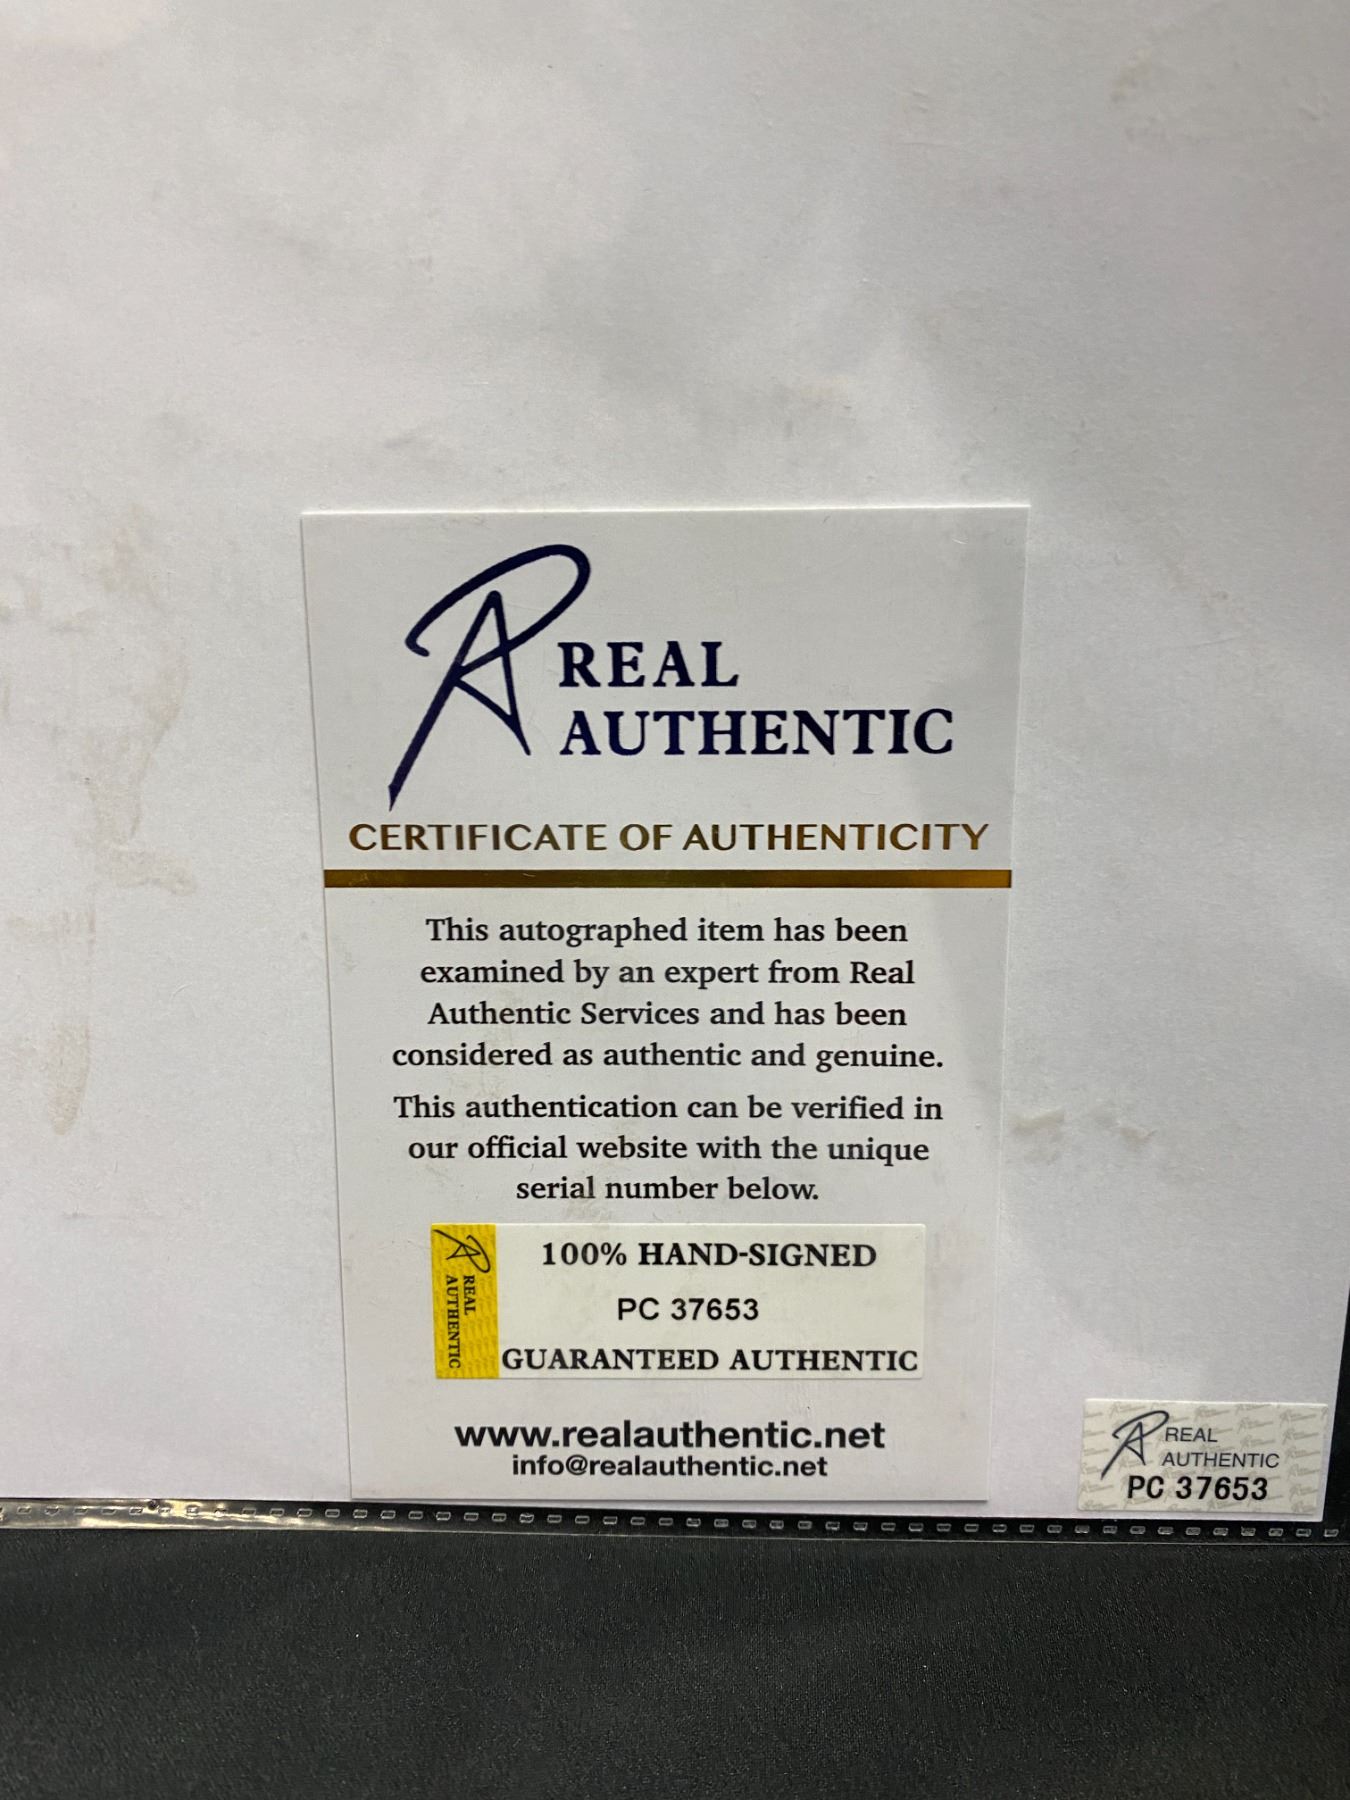 REAL
AUTHENTIC
CERTIFICATE OF AUTHENTICITY
This autographed item has been
examined by an expert from Real
Authentic Services and has been
considered as authentic and genuine.
This authentication can be verified in
our official website with the unique
serial number below.
REAL
AUTHENTIC
100% HAND-SIGNED
PC 37653
GUARANTEED AUTHENTIC
www.realauthentic.net
info@realauthentic.net
REAL
AUTHENTIC
PC 37653